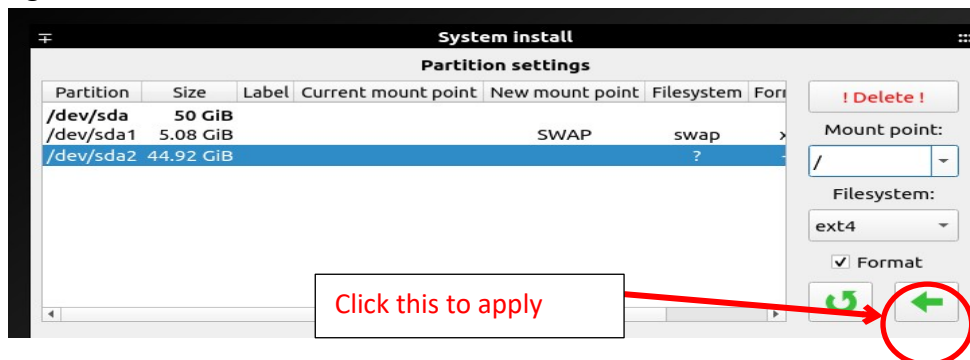 System install
Partition settings
Partition Size Label Current mount point New mount point Filesystem
/dev/sda 50 GiB
/dev/sda1 5.08 GiB SWAP swap x
/dev/sda2 44.92 GiB ? -
! Delete !
Mount point:
/
Filesystem:
ext4
Format
Click this to apply